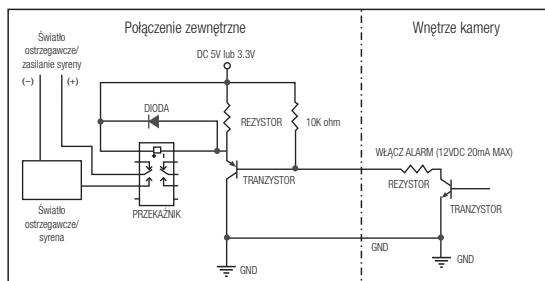 Połączenie zewnętrzne
Wnętrze kamery
Światło
ostrzegawcze/
zasilanie syreny
(–)
(+)
DC 5V lub 3.3V
DIODA
REZYSTOR
10K ohm
WŁĄCZ ALARM (12VDC 20mA MAX)
REZYSTOR
TRANZYSTOR
TRANZYSTOR
PRZEKAŹNIK
Światło
ostrzegawcze/
syrena
GND
GND
GND